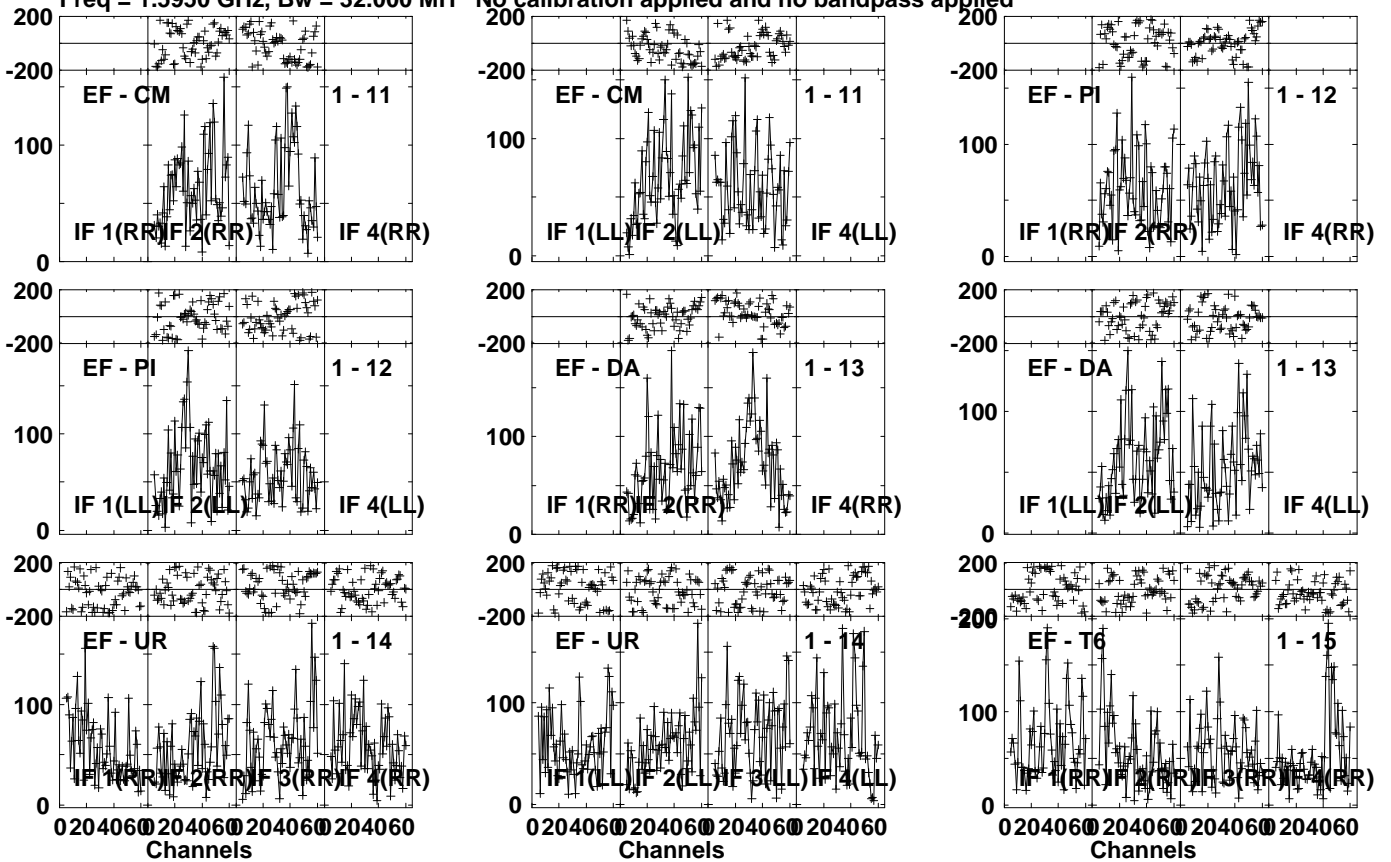 Freq = 1.5950 GHz, Bw = 32.000 MH No calibration applied and no bandpass applied
200
-200
EF - CM 1 - 11
100
IF 1(RR) IF 2(RR) IF 4(RR)
0
EF - CM 1 - 11
IF 1(LL) IF 2(LL) IF 4(LL)
0
200
-200
EF - PI 1 - 12
100
IF 1(RR) IF 2(RR) IF 4(RR)
0
200
-200
EF - PI 1 - 12
100
IF 1(LL) IF 2(LL) IF 4(LL)
0
200
-200
EF - DA 1 - 13
100
IF 1(RR) IF 2(RR) IF 4(RR)
0
200
-200
EF - DA 1 - 13
100
IF 1(LL) IF 2(LL) IF 4(LL)
0
200
-200
EF - UR 1 - 14
100
IF 1(RR) IF 2(RR) IF 3(RR) IF 4(RR)
0
0 20 40 60 0 20 40 60 0 20 40 60 0 20 40 60
Channels
200
-200
EF - UR 1 - 14
100
IF 1(LL) IF 2(LL) IF 3(LL) IF 4(LL)
0
0 20 40 60 0 20 40 60 0 20 40 60 0 20 40 60
Channels
200
-200
200
EF - T6 1 - 15
100
IF 1(RR) IF 2(RR) IF 3(RR) IF 4(RR)
0
0 20 40 60 0 20 40 60 0 20 40 60 0 20 40 60
Channels